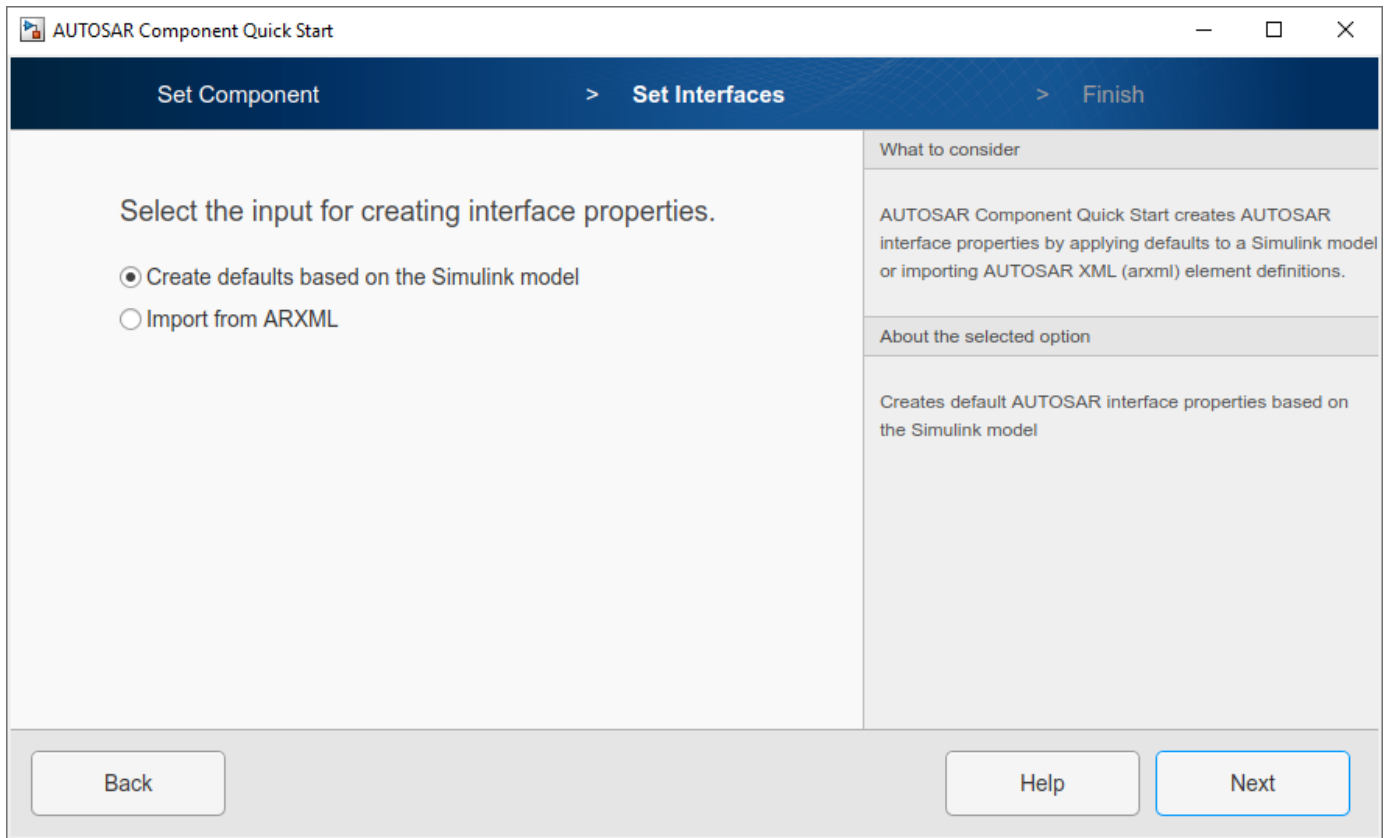 AUTOSAR Component Quick Start
Set Component > Set Interfaces > Finish
Select the input for creating interface properties.
Create defaults based on the Simulink model
Import from ARXML
What to consider
AUTOSAR Component Quick Start creates AUTOSAR
interface properties by applying defaults to a Simulink model
or importing AUTOSAR XML (arxml) element definitions.
About the selected option
Creates default AUTOSAR interface properties based on
the Simulink model
Back
Help
Next